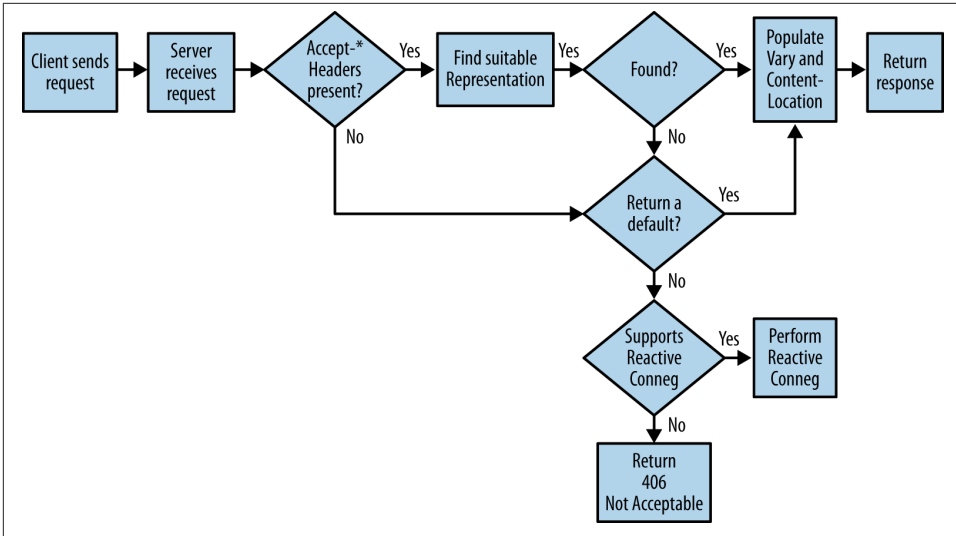 Client sends
request
Server
receives
request
Accept-*
Headers
present?
Yes
No
Find suitable
Representation
Yes
Found?
Yes
No
Populate
Vary and
Content-
Location
Return
response
Return a
default?
Yes
No
Supports
Reactive
Conneg
Yes
No
Perform
Reactive
Conneg
Return
406
Not Acceptable